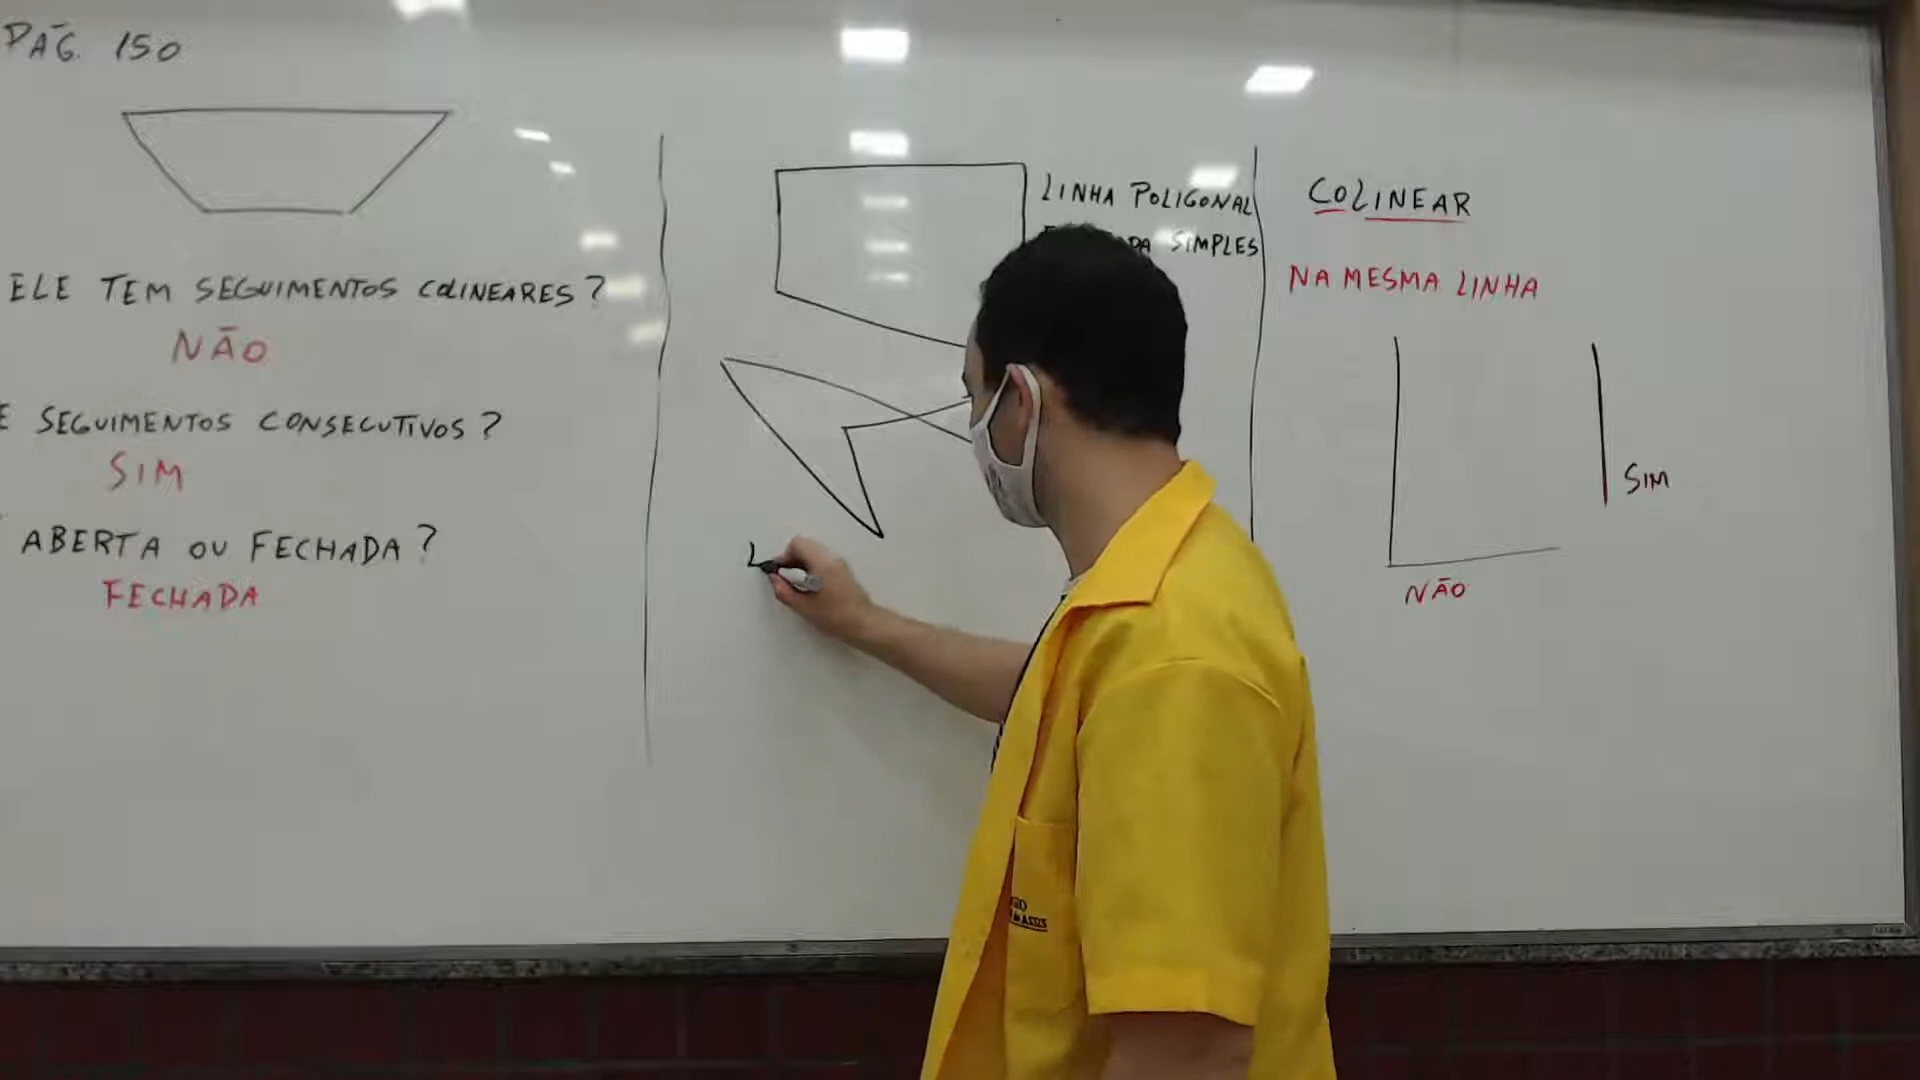 PÁG. 150
ELE TEM SEGUIMENTOS COLINEARES?
NÃO
SEGUIMENTOS CONSECUTIVOS?
SIM
ABERTA OU FECHADA?
FECHADA
LINHA POLIGONAL
SIMPLES
L
COLINEAR
NA MESMA LINHA
SIM
NÃO